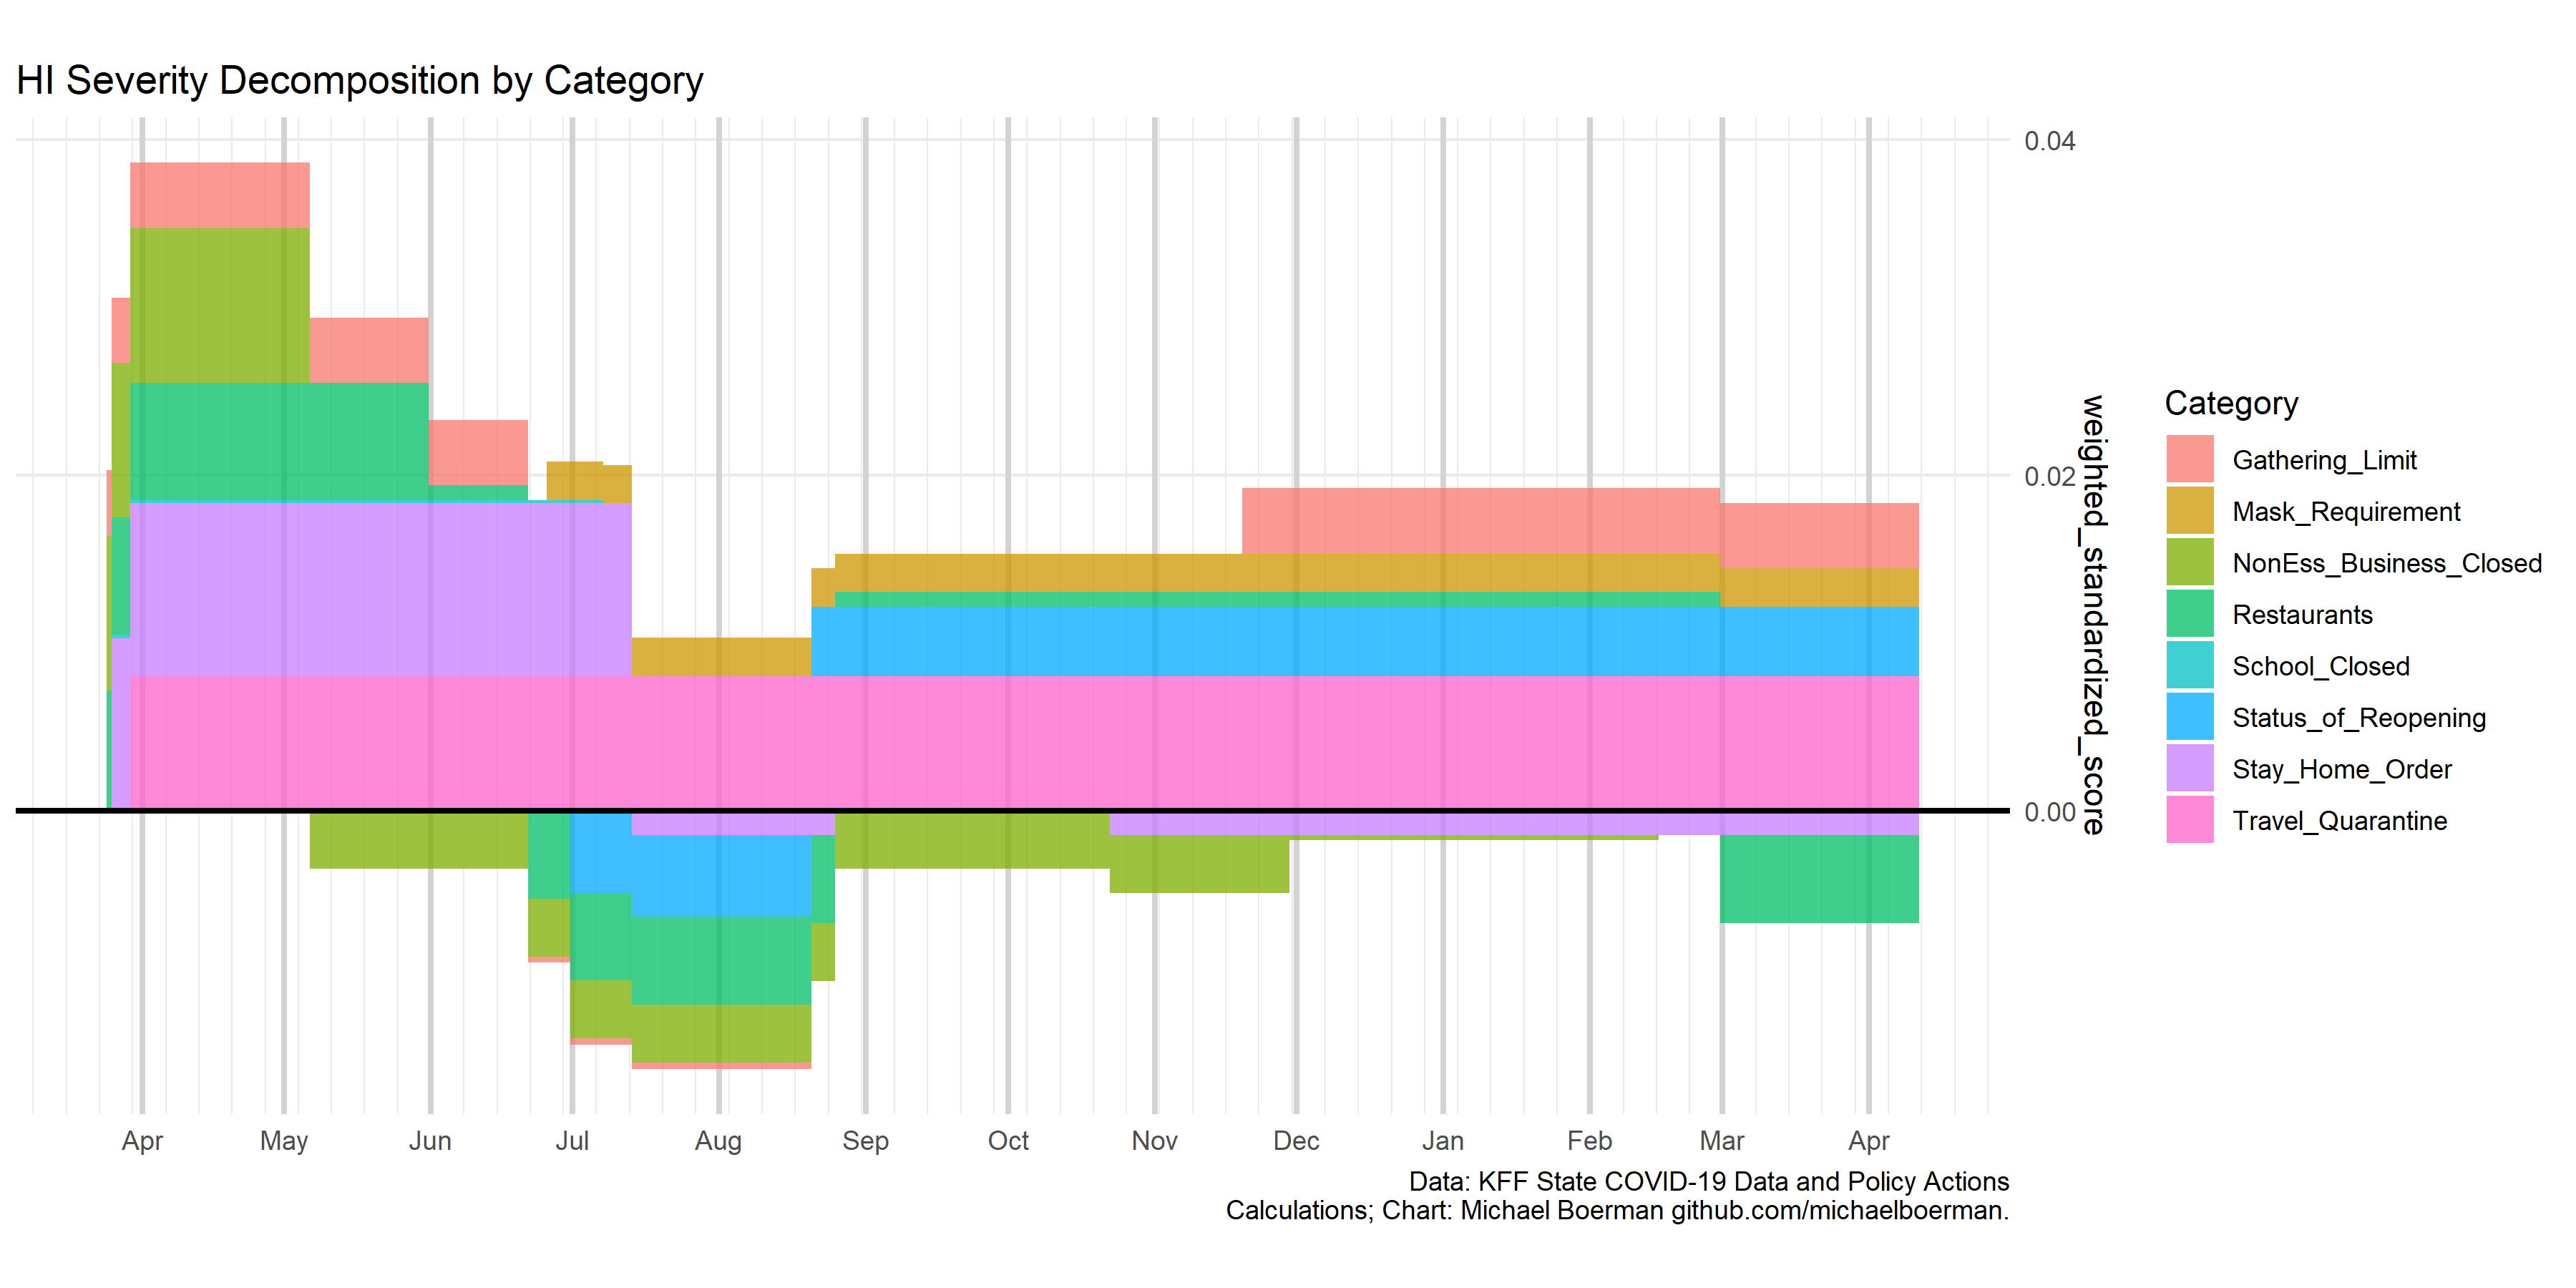 HI Severity Decomposition by Category
0.04
0.02
0.00
weighted_standardized_score
Category
Gathering_Limit
Mask_Requirement
NonEss_Business_Closed
Restaurants
School_Closed
Status_of_Reopening
Stay_Home_Order
Travel_Quarantine
Apr May Jun Jul Aug Sep Oct Nov Dec Jan Feb Mar Apr
Data: KFF State COVID-19 Data and Policy Actions
Calculations; Chart: Michael Boerman github.com/michaelboerman.